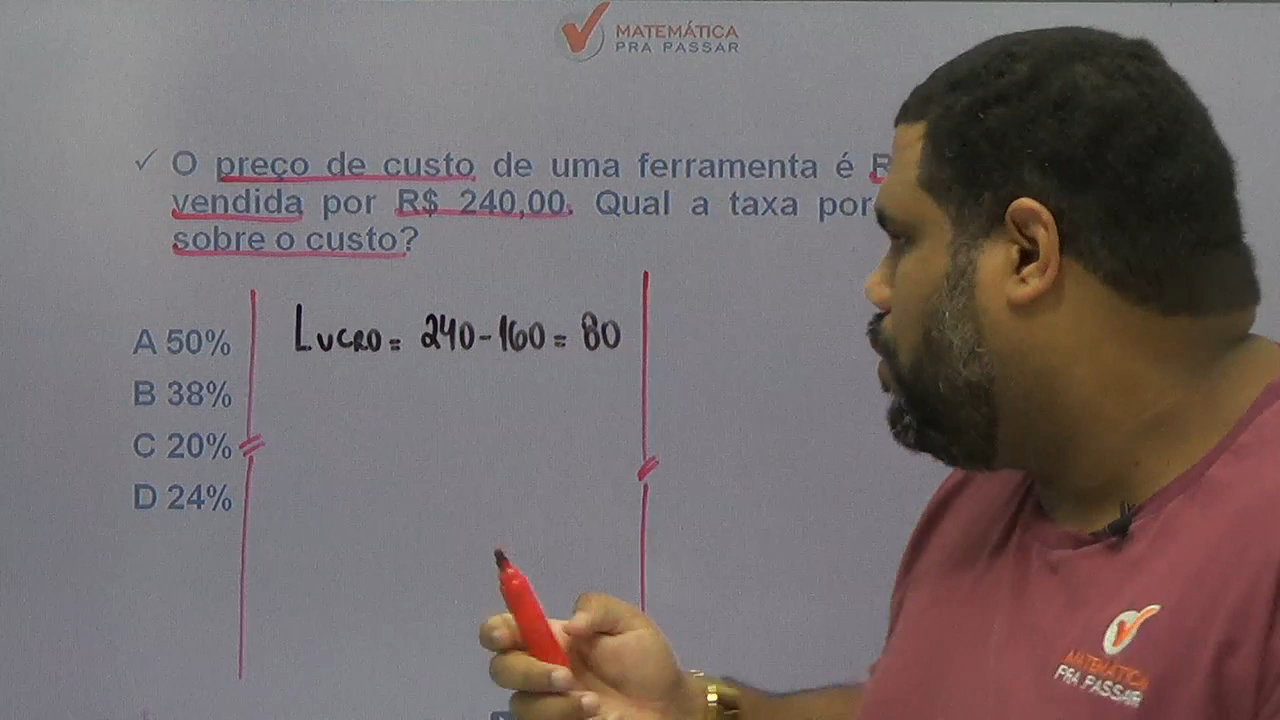 MATEMÁTICA
PRA PASSAR
✓ O preço de custo de uma ferramenta é
vendida por R$ 240,00. Qual a taxa
sobre o custo?
A 50%
B 38%
C 20%
D 24%
LUCRO = 240 - 160 = 80
MATEMÁTICA
PRA PASSAR